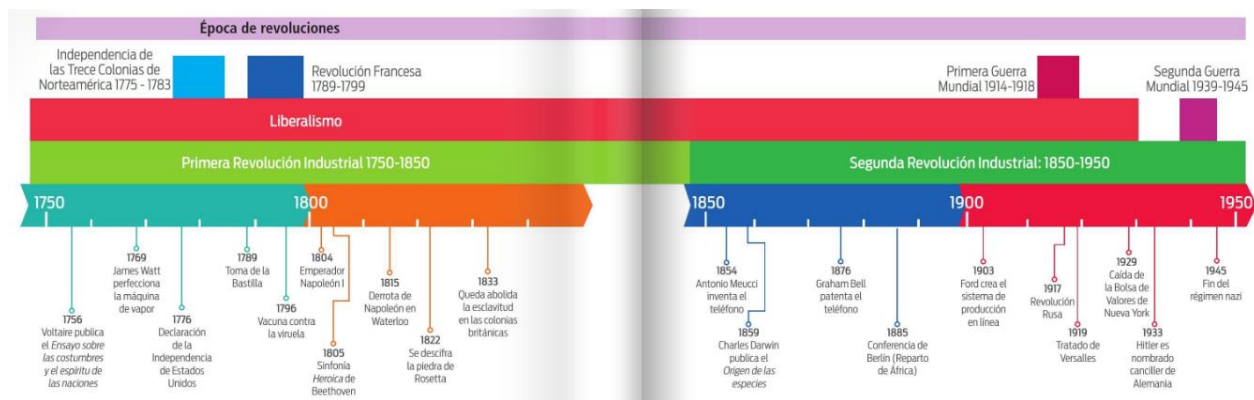 Época de revoluciones
Independencia de
las Trece Colonias de
Norteamérica 1775 - 1783
Revolución Francesa
1789-1799
Primera Guerra
Mundial 1914-1918
Segunda Guerra
Mundial 1939-1945
Liberalismo
Primera Revolución Industrial 1750-1850
Segunda Revolución Industrial: 1850-1950
1750
1800
1850
1900
1950
1756
Voltaire publica
el Ensayo sobre
las costumbres
y el espíritu de
las naciones
1769
James Watt
perfecciona
la máquina
de vapor
1776
Declaración
de la
Independencia
de Estados
Unidos
1789
Toma de la
Bastilla
1796
Vacuna contra
la viruela
1804
Emperador
Napoleón I
1805
Sinfonía
Heroica de
Beethoven
1815
Derrota de
Napoleón en
Waterloo
1822
Se descifra
la piedra de
Rosetta
1833
Queda abolida
la esclavitud
en las colonias
británicas
1854
Antonio Meucci
inventa el
teléfono
1859
Charles Darwin
publica el
Origen de las
especies
1876
Graham Bell
patenta el
teléfono
1885
Conferencia de
Berlín (Reparto
de África)
1903
Ford crea el
sistema de
producción
en línea
1917
Revolución
Rusa
1919
Tratado de
Versalles
1929
Caída de
la Bolsa de
Valores de
Nueva York
1933
Hitler es
nombrado
canciller de
Alemania
1945
Fin del
régimen nazi